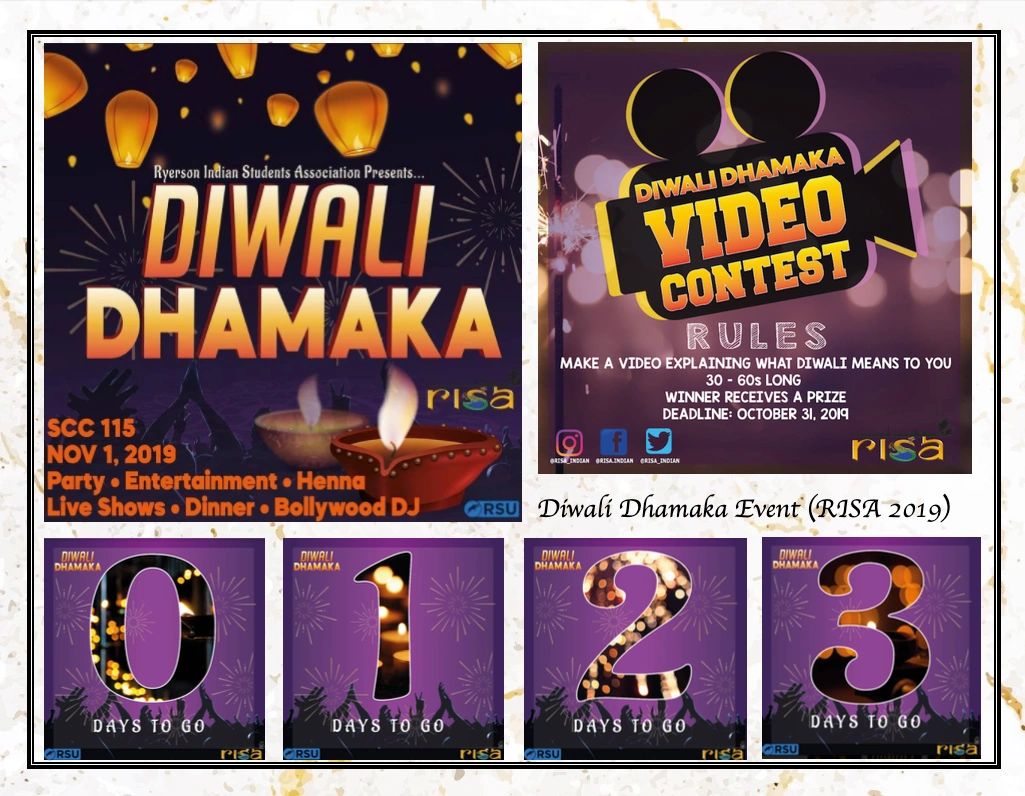 Ryerson Indian Students Association Presents...
DIWALI
DHAMAKA
risa
SCC 115
NOV 1, 2019
Party • Entertainment • Henna
Live Shows • Dinner • Bollywood DJ
RSU
DIWALI DHAMAKA
VIDEO
CONTEST
RULES
MAKE A VIDEO EXPLAINING WHAT DIWALI MEANS TO YOU
30 - 60s LONG
WINNER RECEIVES A PRIZE
DEADLINE: OCTOBER 31, 2019
@RISA_INDIAN @RISA.INDIAN @RISA_INDIAN
risa
Diwali Dhamaka Event (RISA 2019)
DIWALI
DHAMAKA
0
DAYS TO GO
RSU risa
DIWALI
DHAMAKA
1
DAYS TO GO
RSU risa
DIWALI
DHAMAKA
2
DAYS TO GO
RSU risa
DIWALI
DHAMAKA
3
DAYS TO GO
RSU risa